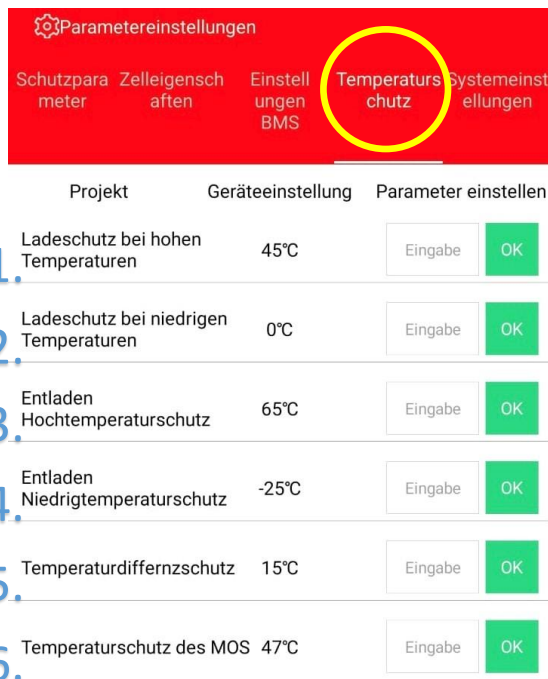 Parametereinstellungen
Schutzpara
meter
Zelleigensch
aften
Einstell
ungen
BMS
Temperaturs
chutz
Systemeinst
ellungen
Projekt Geräteeinstellung Parameter einstellen
1.
Ladeschutz bei hohen
Temperaturen
45℃ Eingabe OK
2.
Ladeschutz bei niedrigen
Temperaturen
0℃ Eingabe OK
3.
Entladen
Hochtemperaturschutz
65℃ Eingabe OK
4.
Entladen
Niedrigtemperaturschutz
-25℃ Eingabe OK
5.
Temperaturdiffernzschutz 15℃ Eingabe OK
6.
Temperaturschutz des MOS 47℃ Eingabe OK